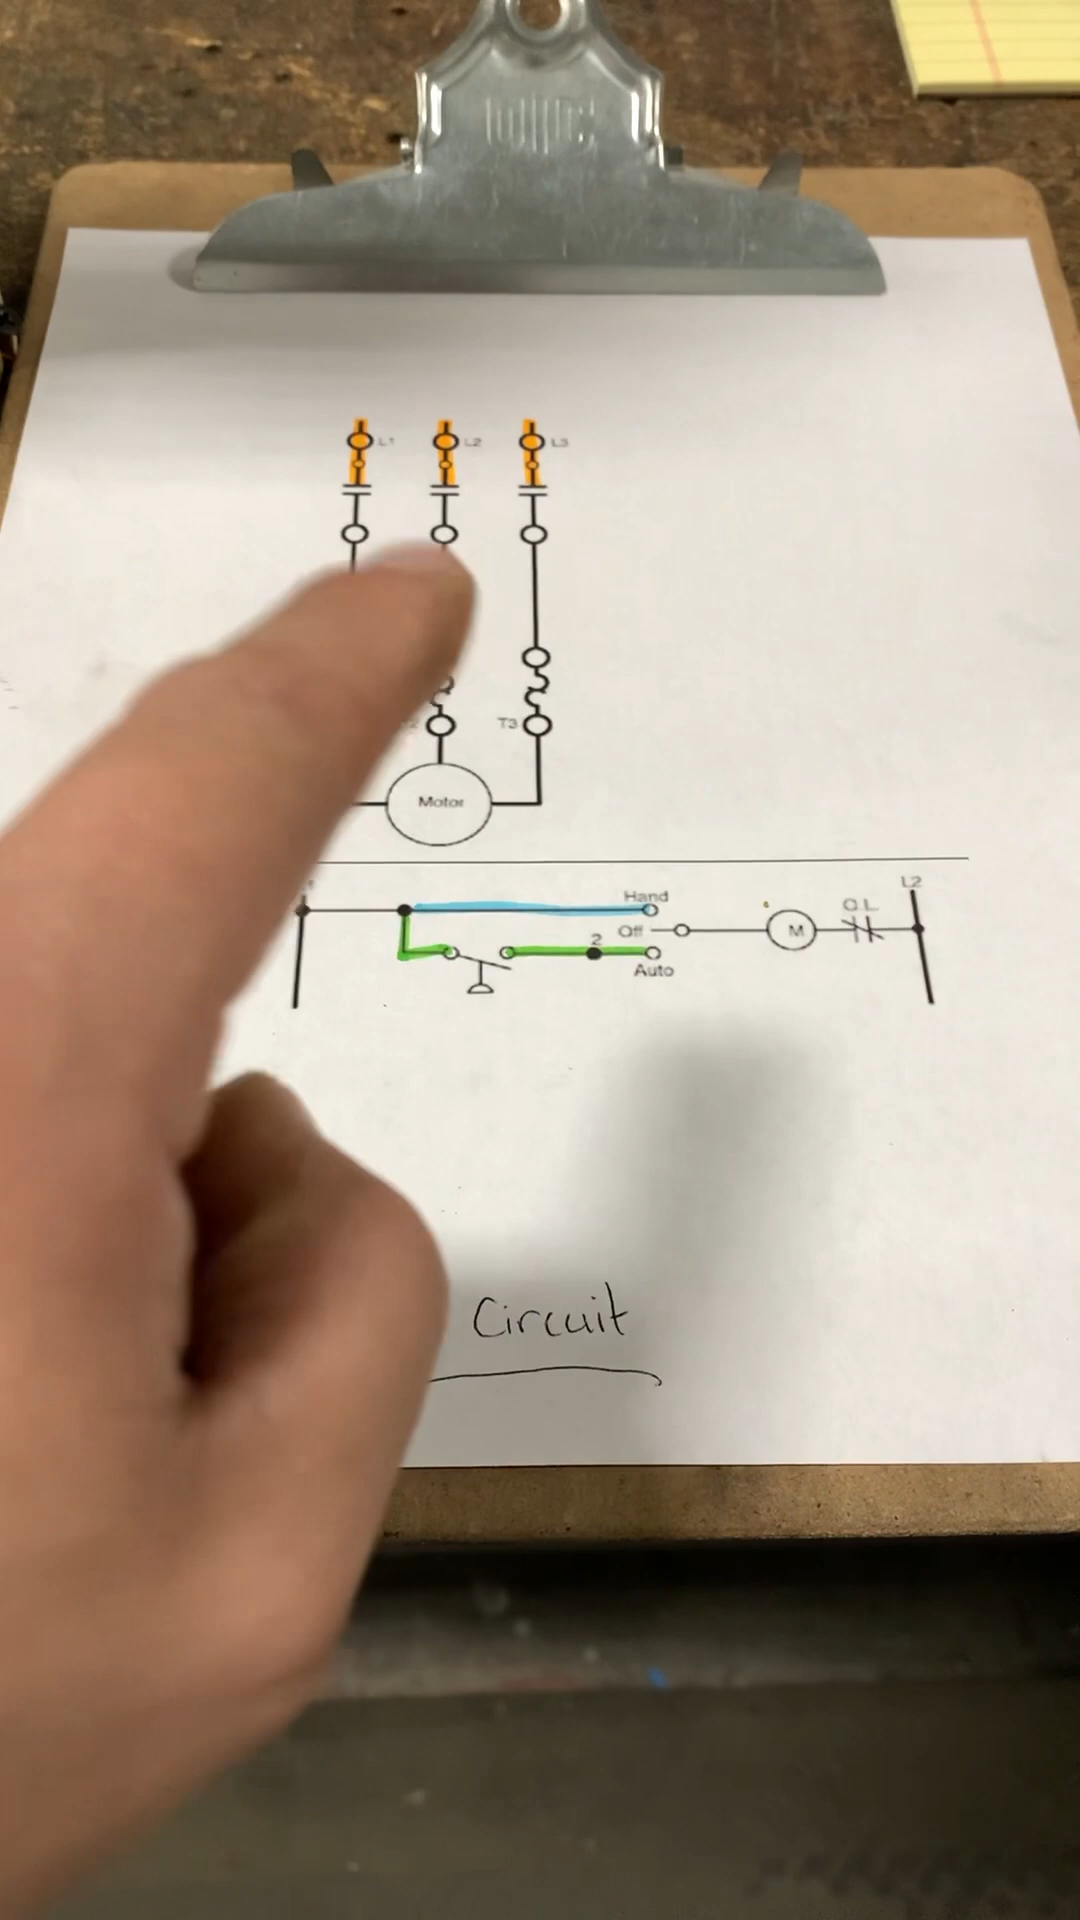 L1 L2 L3
T3
Motor
L2
Hand
O.L.
Off
M
2
Auto
Circuit